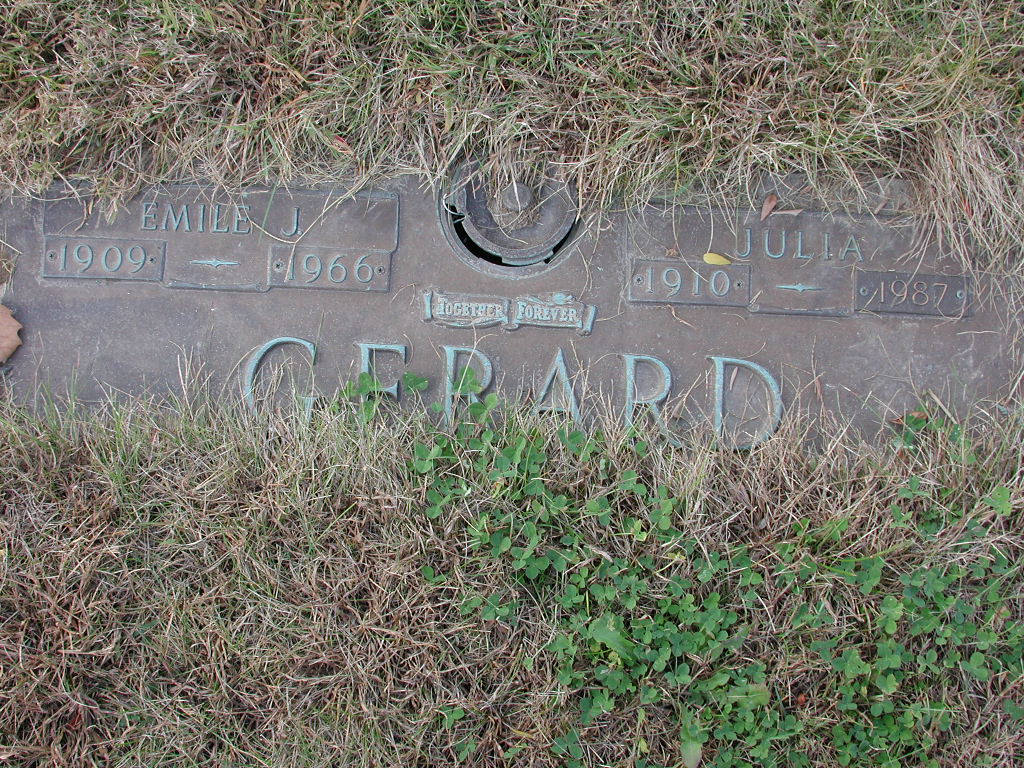 EMILE J.
1909 1966
JULIA
1910 1987
TOGETHER FOREVER
GERARD